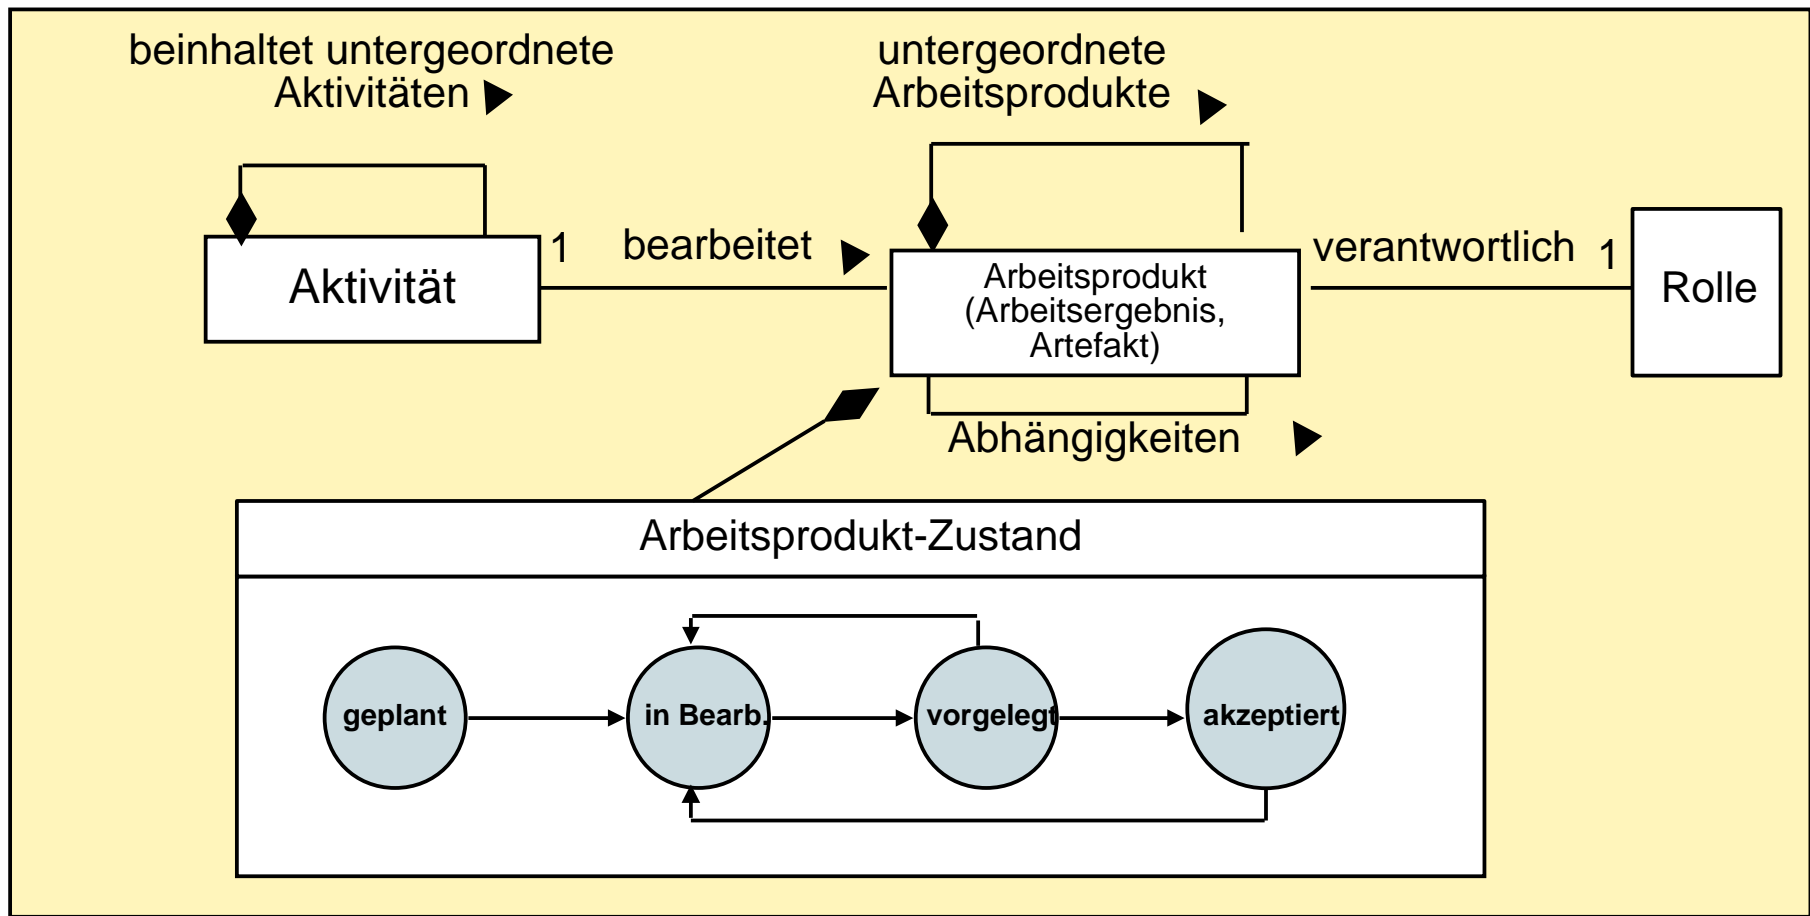 beinhaltet untergeordnete
Aktivitäten
untergeordnete
Arbeitsprodukte
Aktivität
1
bearbeitet
Arbeitsprodukt
(Arbeitsergebnis,
Artefakt)
verantwortlich
1
Rolle
Abhängigkeiten
Arbeitsprodukt-Zustand
geplant
in Bearb.
vorgelegt
akzeptiert